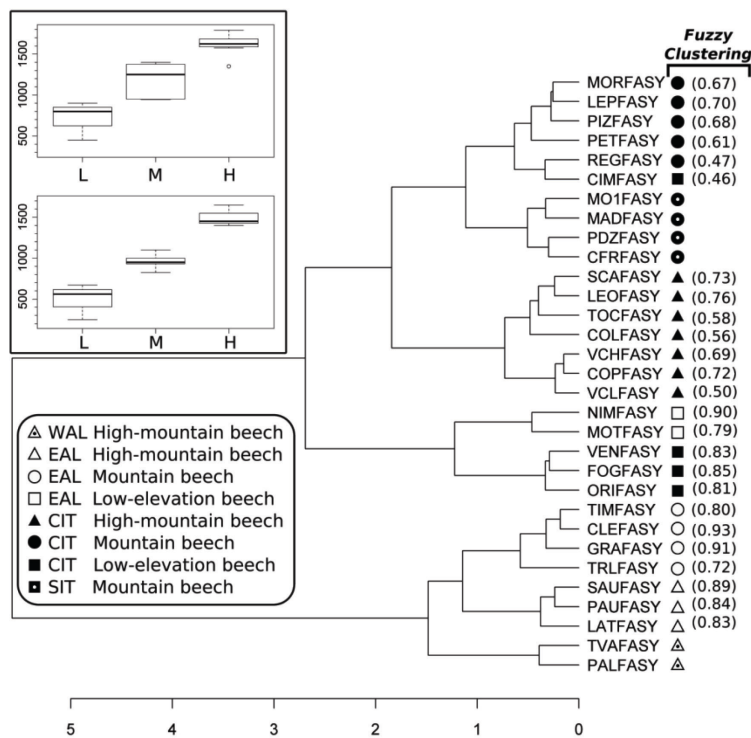 Fuzzy
Clustering
1500
1000
500
L M H
1500
1000
500
L M H
MORFASY (0.67)
LEPFASY (0.70)
PIZFASY (0.68)
PETFASY (0.61)
REGFASY (0.47)
CIMFASY (0.46)
MO1FASY
MADFASY
PDZFASY
CFRFASY
SCAFASY (0.73)
LEOFASY (0.76)
TOCFASY (0.58)
COLFASY (0.56)
VCHFASY (0.69)
COPFASY (0.72)
VCLFASY (0.50)
NIMFASY (0.90)
MOTFASY (0.79)
VENFASY (0.83)
FOGFASY (0.85)
ORIFASY (0.81)
TIMFASY (0.80)
CLEFASY (0.93)
GRAFASY (0.91)
TRLFASY (0.72)
SAUFASY (0.89)
PAUFASY (0.84)
LATFASY (0.83)
TVAFASY
PALFASY
WAL High-mountain beech
EAL High-mountain beech
EAL Mountain beech
EAL Low-elevation beech
CIT High-mountain beech
CIT Mountain beech
CIT Low-elevation beech
SIT Mountain beech
5 4 3 2 1 0